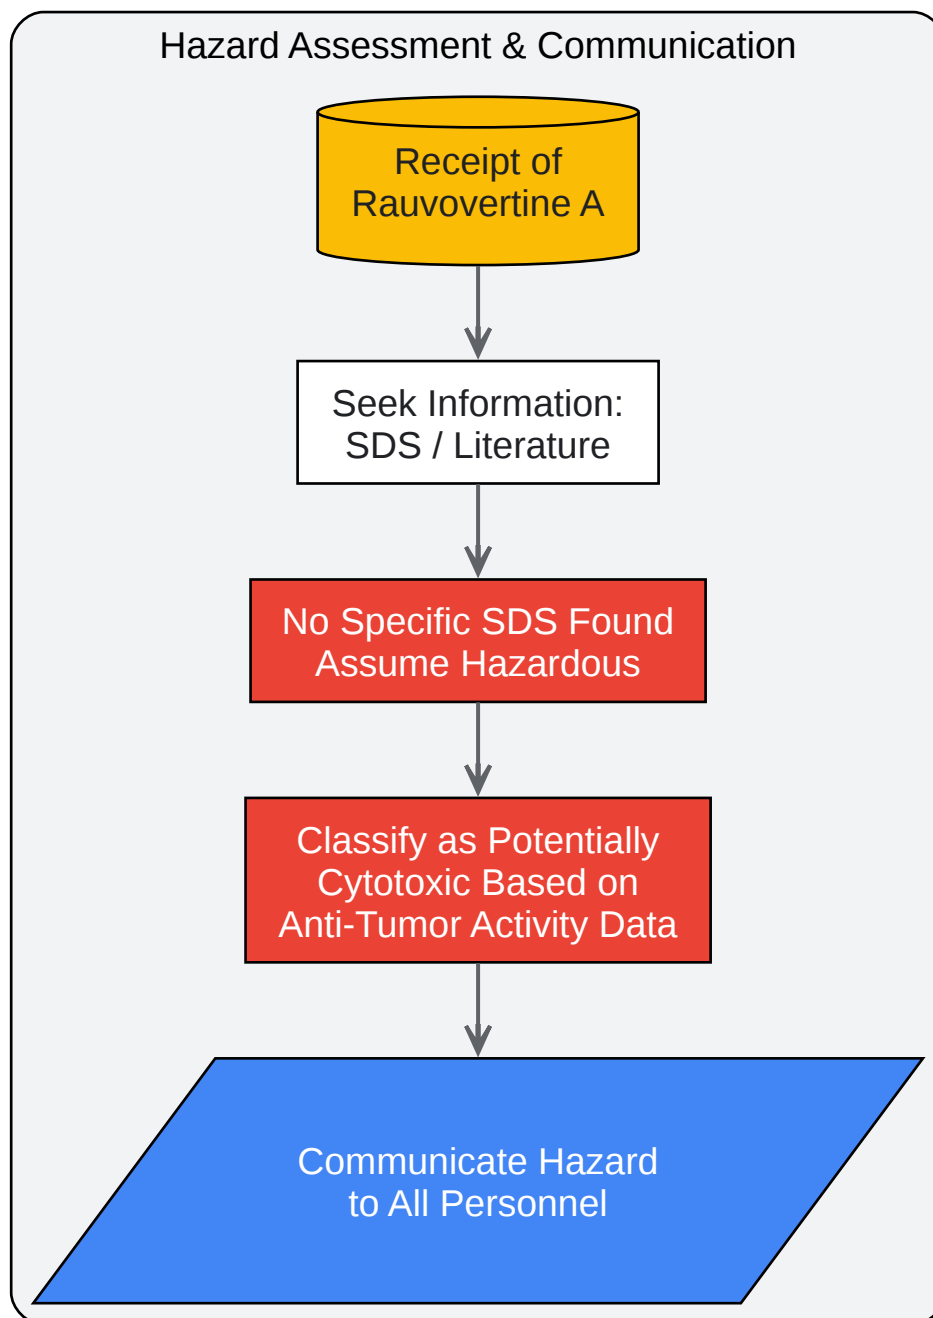 Hazard Assessment & Communication
Receipt of
Rauvovertine A
Seek Information:
SDS / Literature
No Specific SDS Found
Assume Hazardous
Classify as Potentially
Cytotoxic Based on
Anti-Tumor Activity Data
Communicate Hazard
to All Personnel